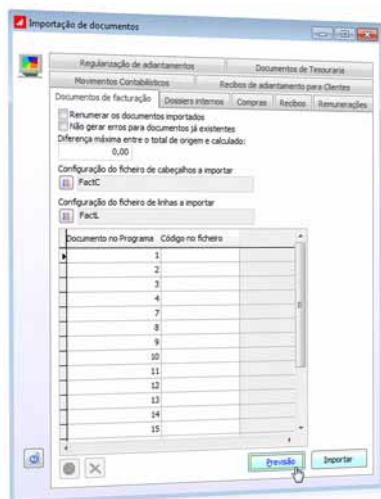 Importação de documentos
Regularização de adiantamentos
Documentos de Tesouraria
Movimentos Contabilísticos
Recibos de adiantamento para Clientes
Documentos de facturação
Dossiers internos
Compras
Recibos
Remunerações
Renumerar os documentos importados
Não gerar erros para documentos já existentes
Diferença máxima entre o total de origem e calculado:
0,00
Configuração do ficheiro de cabeçalhos a importar
FactC
Configuração do ficheiro de linhas a importar
FactL
Documento no Programa Código no ficheiro
1
2
3
4
7
8
9
10
11
12
13
14
15
Previsão
Importar